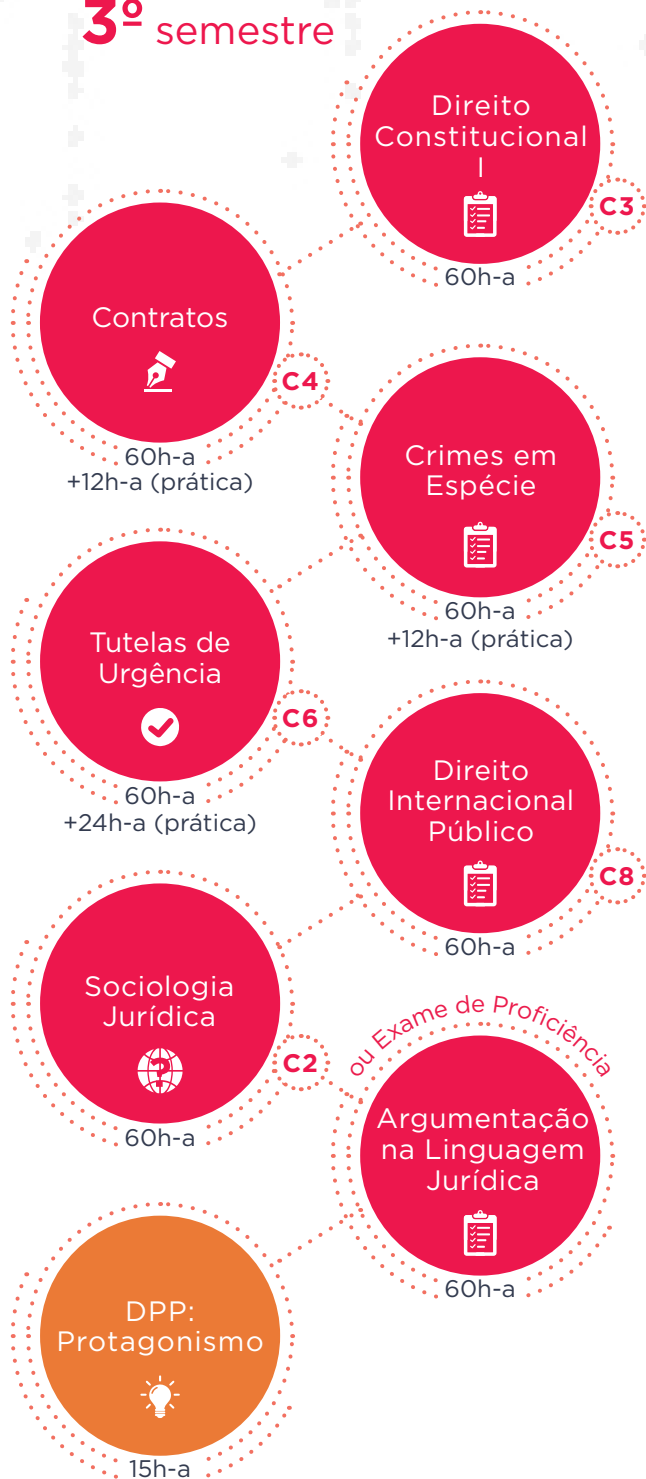 3º semestre
Direito
Constitucional
I
C3
60h-a
Contratos
C4
60h-a
+12h-a (prática)
Crimes em
Espécie
C5
60h-a
+12h-a (prática)
Tutelas de
Urgência
C6
60h-a
+24h-a (prática)
Direito
Internacional
Público
C8
60h-a
Sociologia
Jurídica
?
C2
60h-a
ou Exame de Proficiência
Argumentação
na Linguagem
Jurídica
60h-a
DPP:
Protagonismo
15h-a